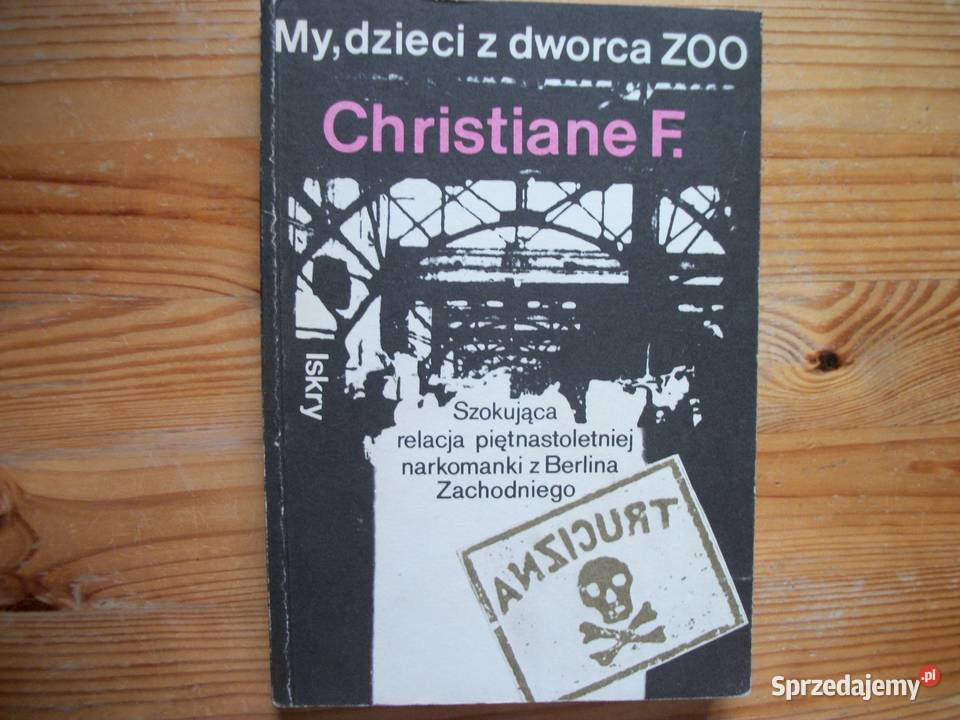 My, dzieci z dworca ZOO
Christiane F.
Iskry
Szokująca
relacja piętnastoletniej
narkomanki z Berlina
Zachodniego
TRUCIZNA
Sprzedajemy.pl